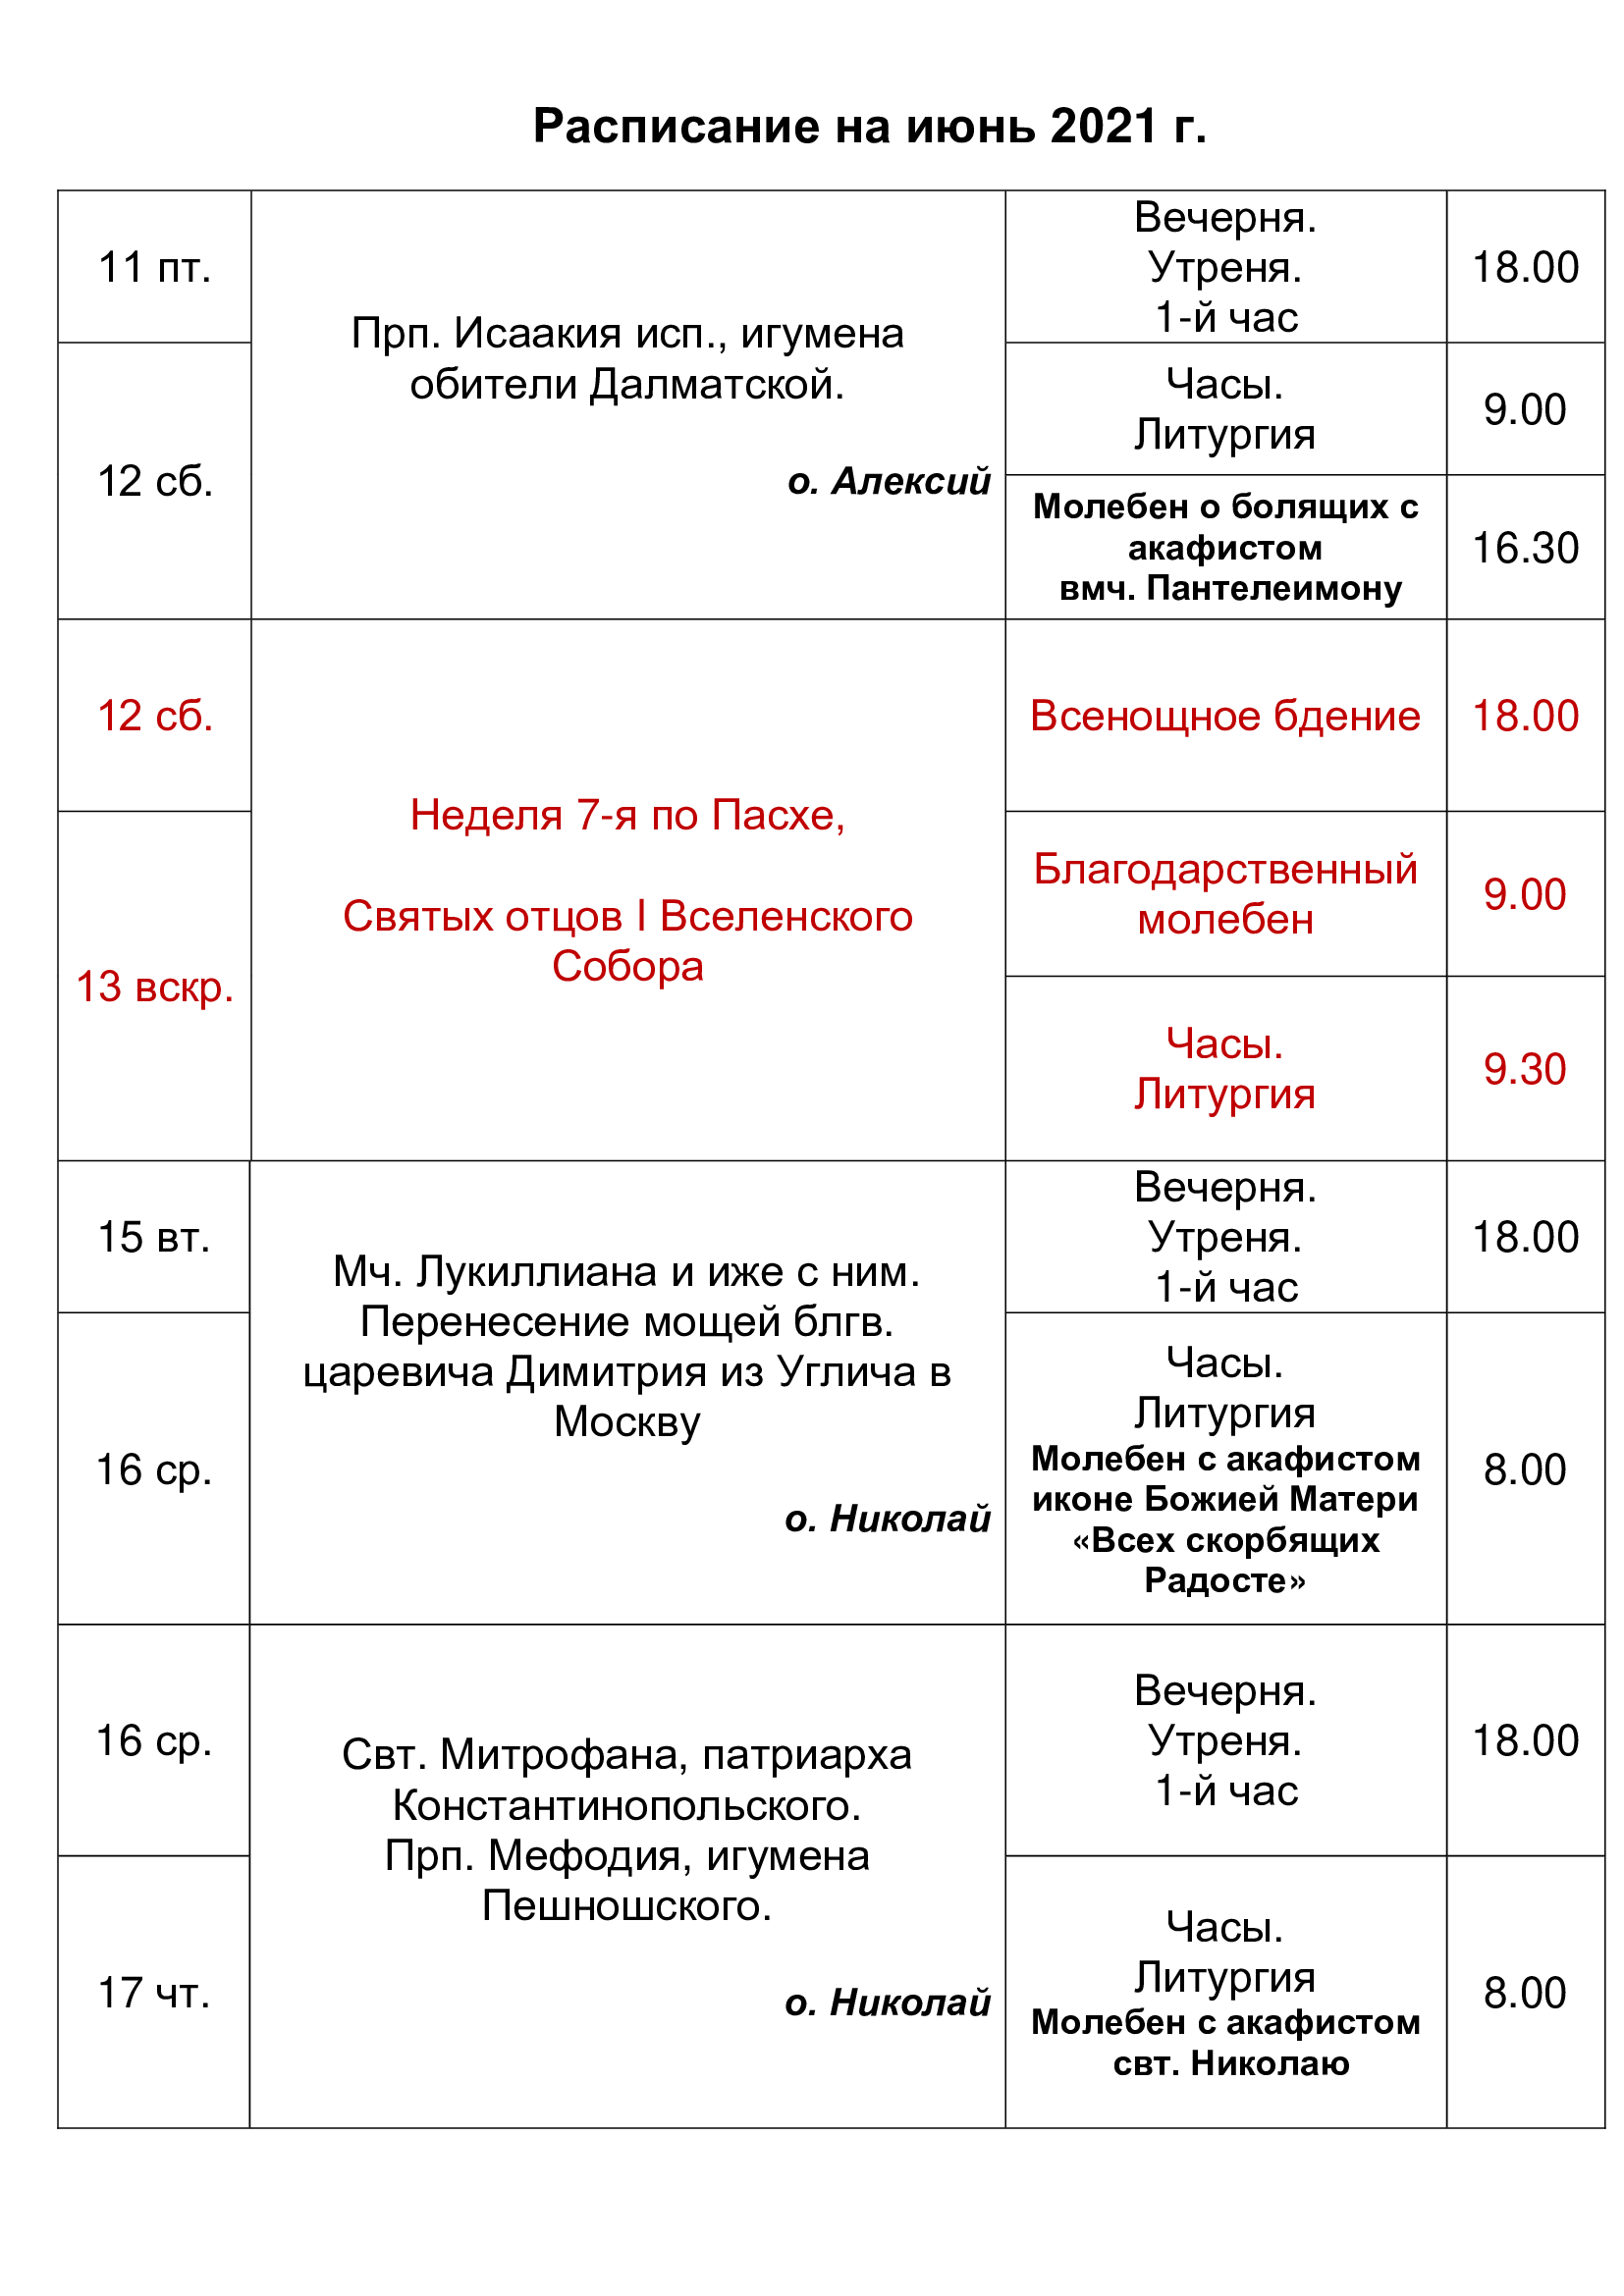 Расписание на июнь 2021 г.
11 пт.
Прп. Исаакия исп., игумена
обители Далматской.
о. Алексий
Вечерня.
Утреня.
1-й час
18.00
12 сб.
Часы.
Литургия
9.00
Молебен о болящих с
акафистом
вмч. Пантелеимону
16.30
12 сб.
Неделя 7-я по Пасхе,
Святых отцов I Вселенского
Собора
Всенощное бдение
18.00
13 вскр.
Благодарственный
молебен
9.00
Часы.
Литургия
9.30
15 вт.
Мч. Лукиллиана и иже с ним.
Перенесение мощей блгв.
царевича Димитрия из Углича в
Москву
о. Николай
Вечерня.
Утреня.
1-й час
18.00
16 ср.
Часы.
Литургия
Молебен с акафистом
иконе Божией Матери
«Всех скорбящих
Радосте»
8.00
16 ср.
Свт. Митрофана, патриарха
Константинопольского.
Прп. Мефодия, игумена
Пешношского.
о. Николай
Вечерня.
Утреня.
1-й час
18.00
17 чт.
Часы.
Литургия
Молебен с акафистом
свт. Николаю
8.00